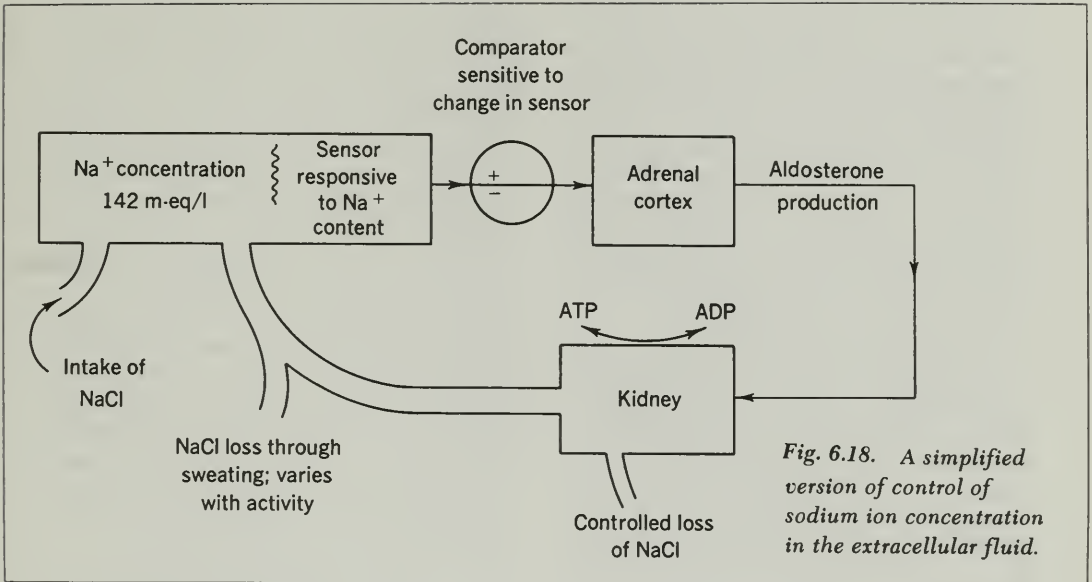 Comparator
sensitive to
change in sensor
Na+ concentration
142 m-eq/l
Sensor
responsive
to Na+
content
+
−
Adrenal
cortex
Aldosterone
production
Intake of
NaCl
NaCl loss through
sweating; varies
with activity
ATP
ADP
Kidney
Controlled loss
of NaCl
Fig. 6.18. A simplified
version of control of
sodium ion concentration
in the extracellular fluid.